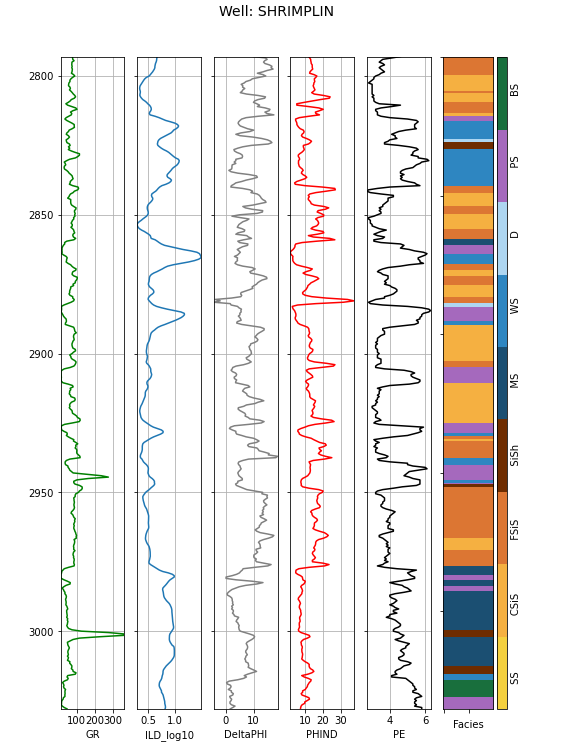 Well: SHRIMPLIN
2800
2850
2900
2950
3000
100 200 300
0.5 1.0
0 10
10 20 30
4 6
GR
ILD_log10
DeltaPHI
PHIND
PE
Facies
BS
PS
D
WS
MS
SiSh
FSiS
CSiS
SS